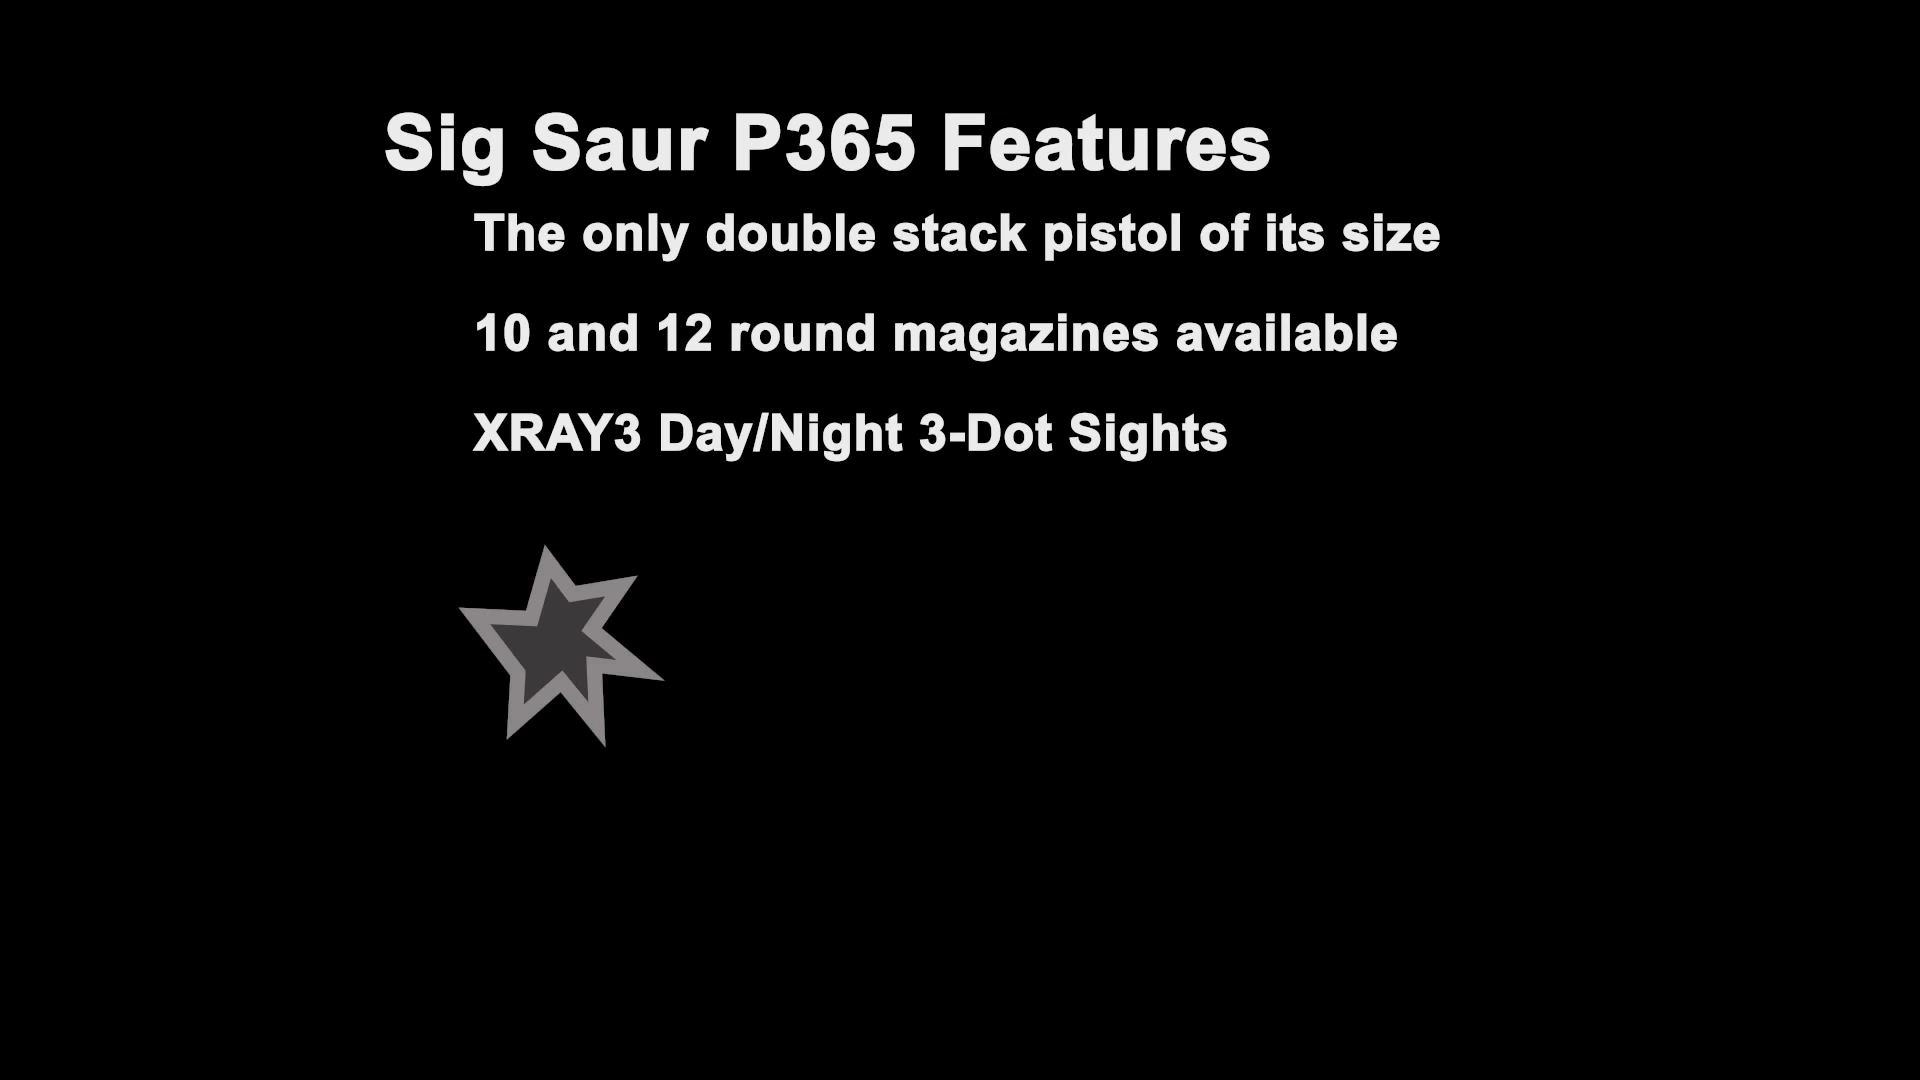 Sig Saur P365 Features
The only double stack pistol of its size
10 and 12 round magazines available
XRAY3 Day/Night 3-Dot Sights